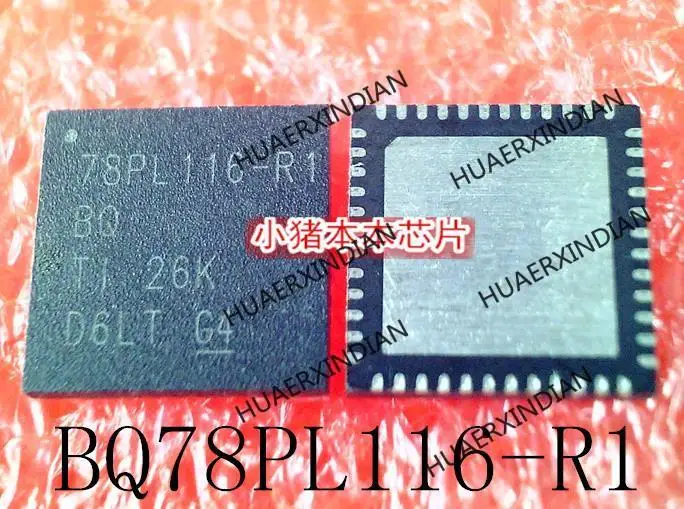 78PL116-R1
BQ
TI 26K
D6LT G4
小猪本本芯片
HUAERXINDIAN
HUAERXINDIAN
HUAERXINDIAN
HUAERXINDIAN
HUAERXINDIAN
HUAERXINDIAN
BQ78PL116-R1